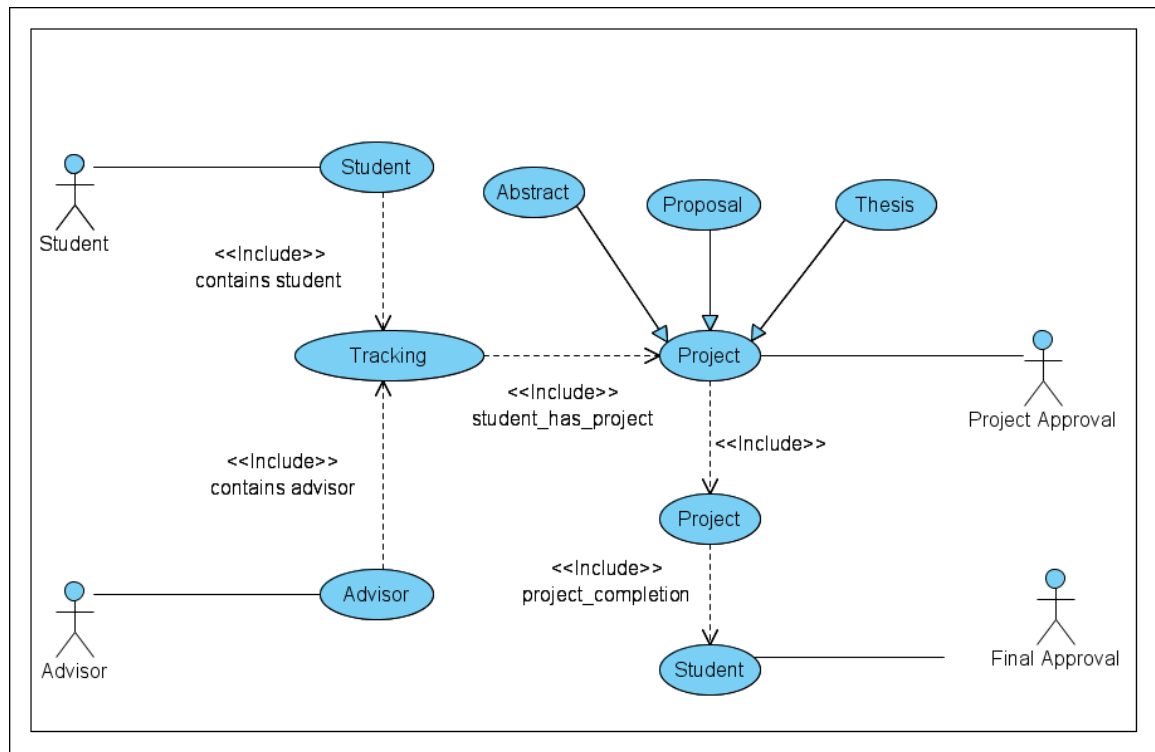 Student
Abstract
Proposal
Thesis
Student
<<Include>>
contains student
Tracking
Project
<<Include>>
student_has_project
Project Approval
<<Include>>
<<Include>>
contains advisor
Project
<<Include>>
project_completion
Advisor
Advisor
Student
Final Approval